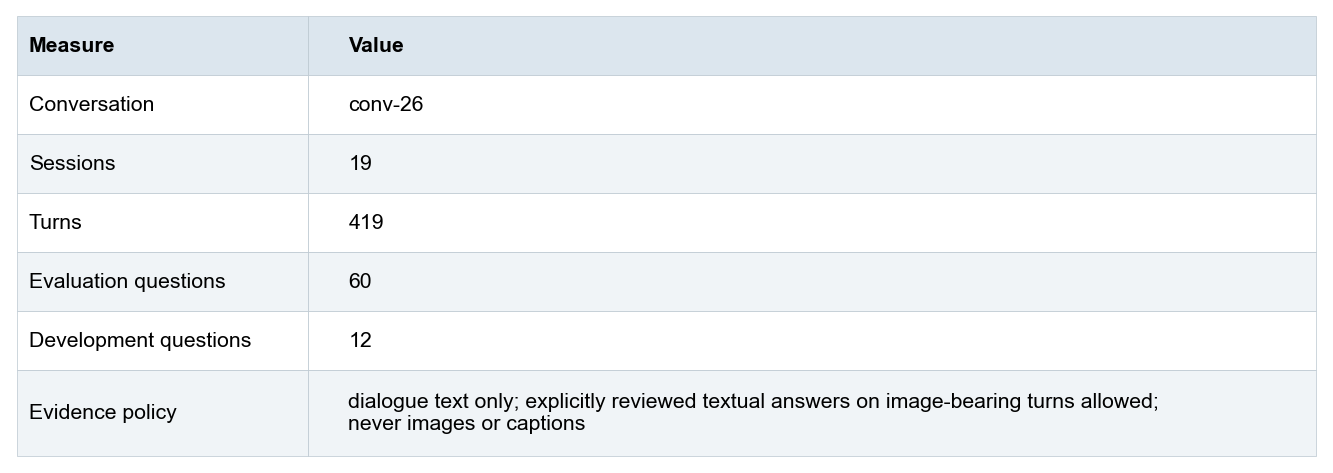 Measure Value
Conversation conv-26
Sessions 19
Turns 419
Evaluation questions 60
Development questions 12
Evidence policy dialogue text only; explicitly reviewed textual answers on image-bearing turns allowed;
never images or captions